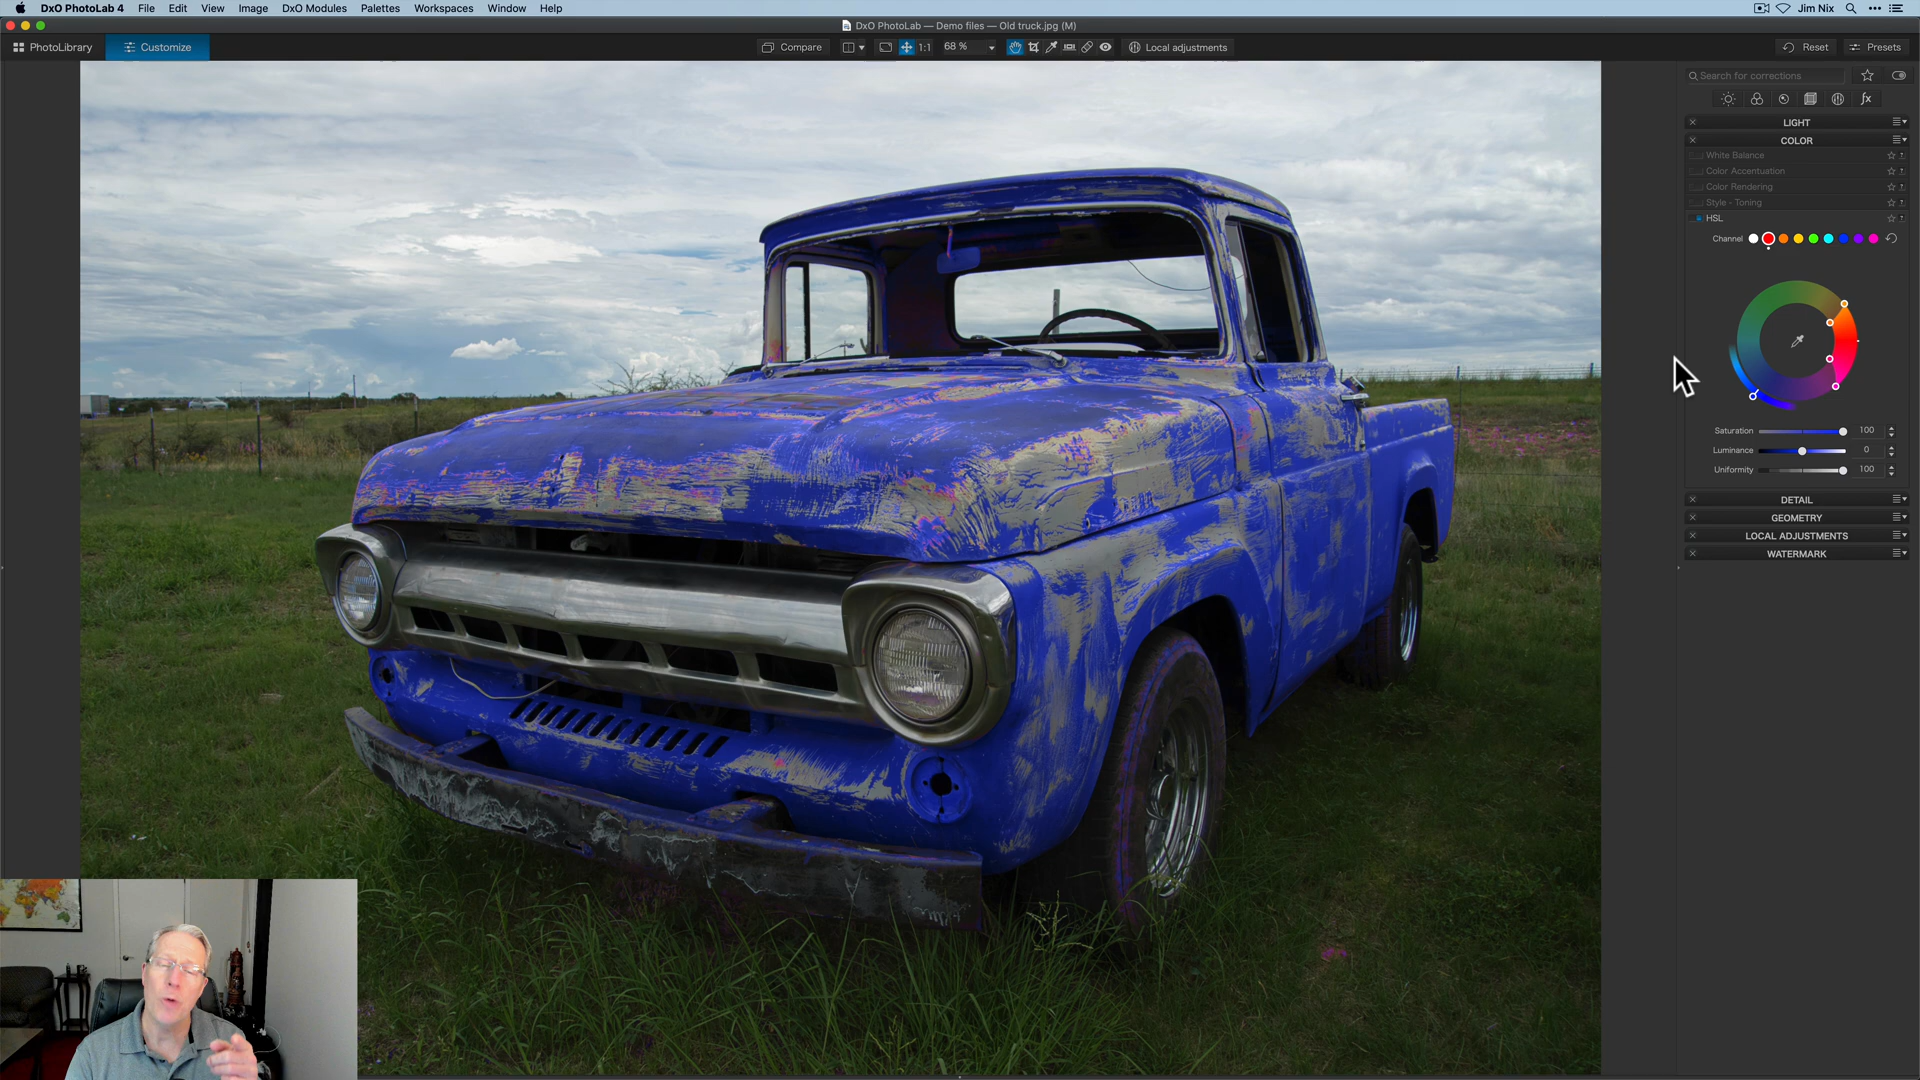 DxO PhotoLab 4 File Edit View Image DxO Modules Palettes Workspaces Window Help Jim Nix
DxO PhotoLab — Demo files — Old truck.jpg (M)
PhotoLibrary Customize Compare 1:1 68 % Local adjustments Reset Presets
Search for corrections
fx
LIGHT
COLOR
White Balance
Color Accentuation
Color Rendering
Style - Toning
HSL
Channel
Saturation 100
Luminance 0
Uniformity 100
DETAIL
GEOMETRY
LOCAL ADJUSTMENTS
WATERMARK